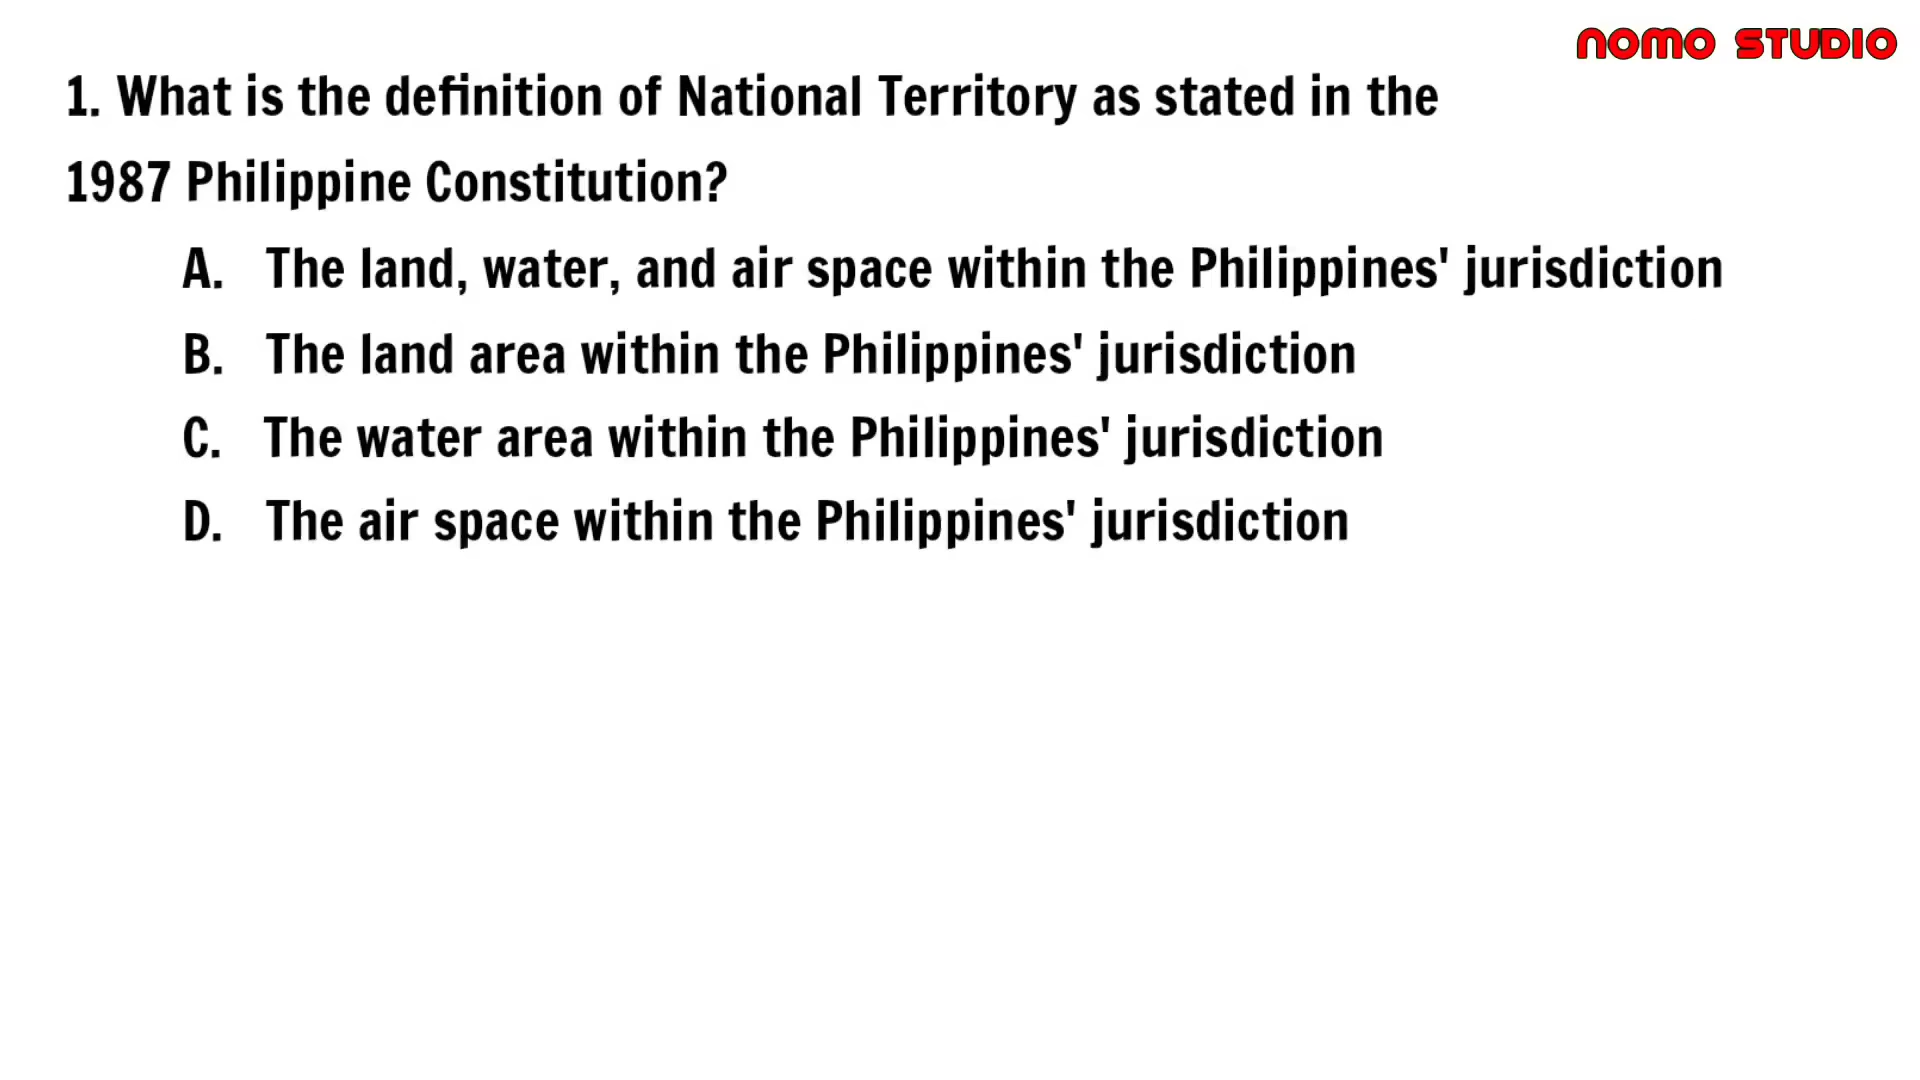 NOMO STUDIO
1. What is the definition of National Territory as stated in the
1987 Philippine Constitution?
A. The land, water, and air space within the Philippines' jurisdiction
B. The land area within the Philippines' jurisdiction
C. The water area within the Philippines' jurisdiction
D. The air space within the Philippines' jurisdiction